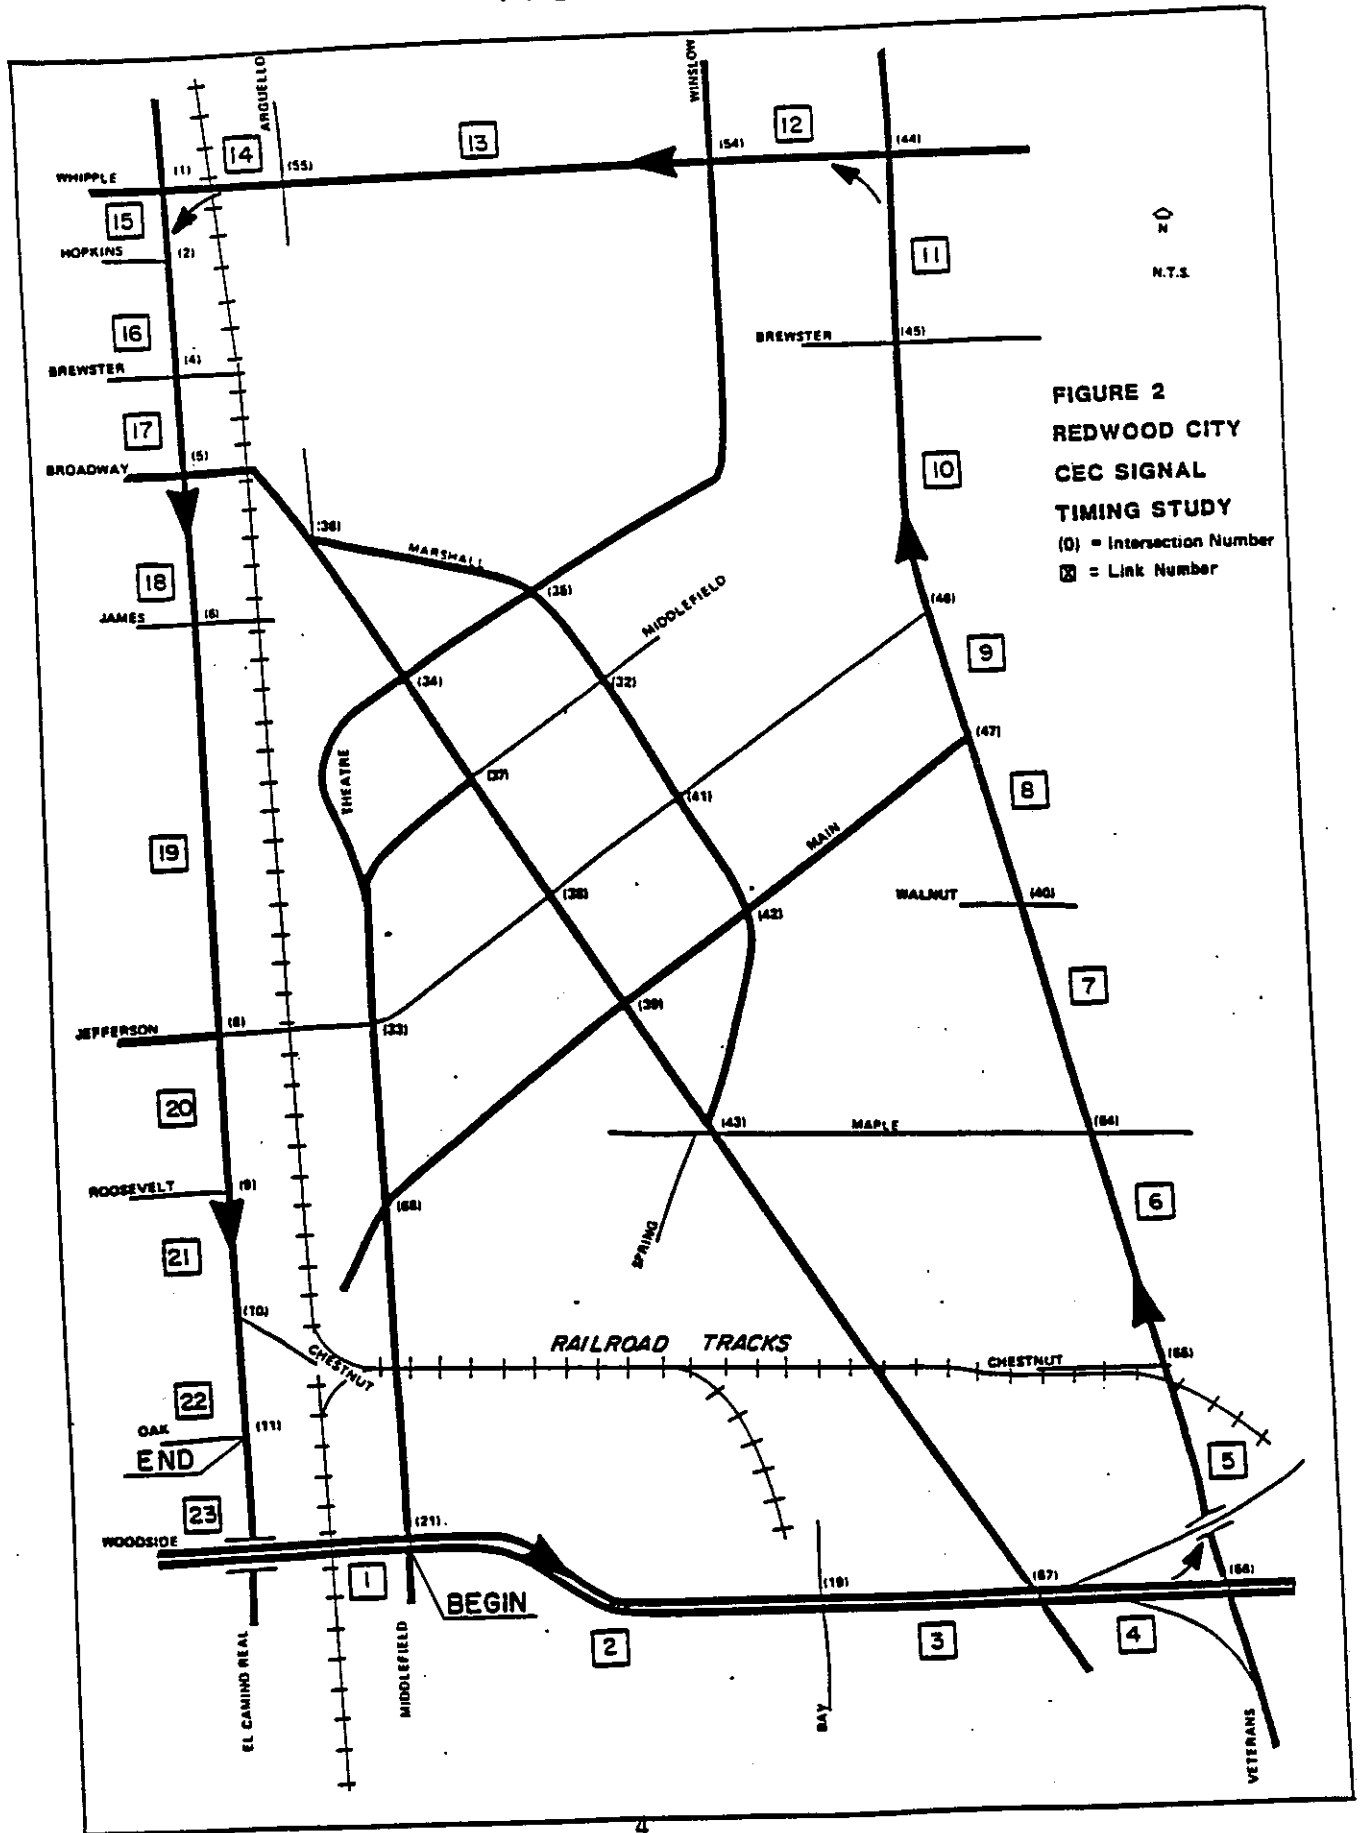 WINSLOW
ARGUELLO
12
13
14
(54)
(44)
(55)
(1)
WHIPPLE
15
HOPKINS
(2)
N
11
N.T.S.
16
BREWSTER
(45)
(4)
BREWSTER
FIGURE 2
REDWOOD CITY
CEC SIGNAL
TIMING STUDY
(0) = Intersection Number
X = Link Number
17
BROADWAY
(5)
10
(36)
MARSHALL
18
(35)
MIDDLEFIELD
(46)
JAMES
(6)
9
(34)
(32)
(47)
THEATRE
(37)
8
(41)
MAIN
19
(38)
WALNUT
(40)
(42)
7
(39)
JEFFERSON
(8)
(33)
20
(43)
MAPLE
(64)
ROOSEVELT
(9)
(68)
6
SPRING
21
(10)
RAILROAD TRACKS
CHESTNUT
CHESTNUT
(65)
22
OAK
(11)
END
5
23
WOODSIDE
(21)
1
BEGIN
(19)
(67)
(66)
2
3
4
EL CAMINO REAL
MIDDLEFIELD
BAY
VETERANS
4